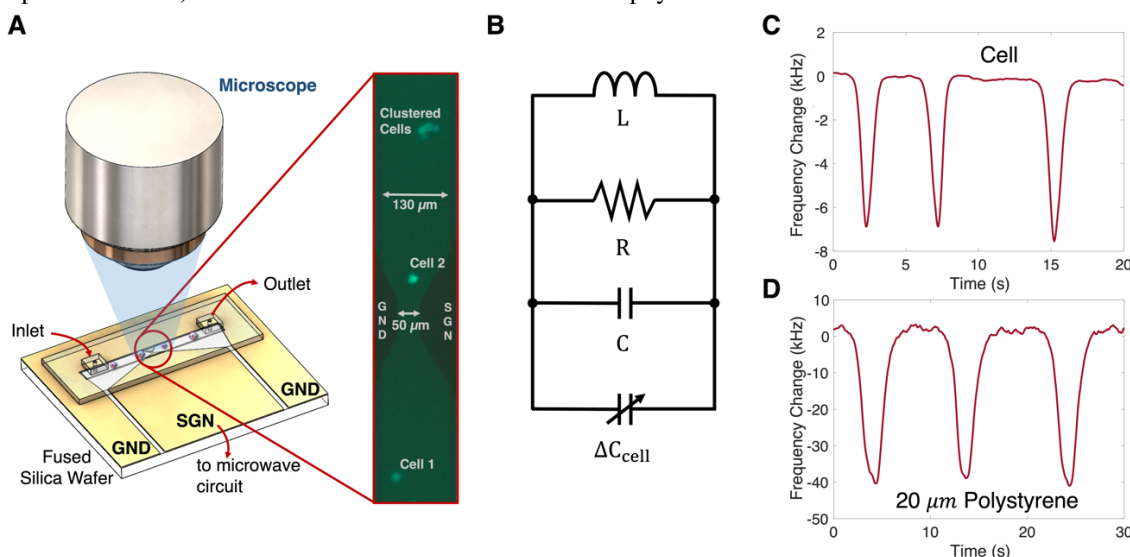 A
Microscope
Inlet
Outlet
GND
SGN
GND
Fused
Silica Wafer
to microwave
circuit
Clustered
Cells
130 μm
Cell 2
G
N
D
S
G
N
50 μm
Cell 1
B
L
R
C
ΔCcell
C
Cell
Frequency Change (kHz)
2
0
-2
-4
-6
-8
0
5
10
15
20
Time (s)
D
20 μm Polystyrene
Frequency Change (kHz)
10
0
-10
-20
-30
-40
-50
0
10
20
30
Time (s)